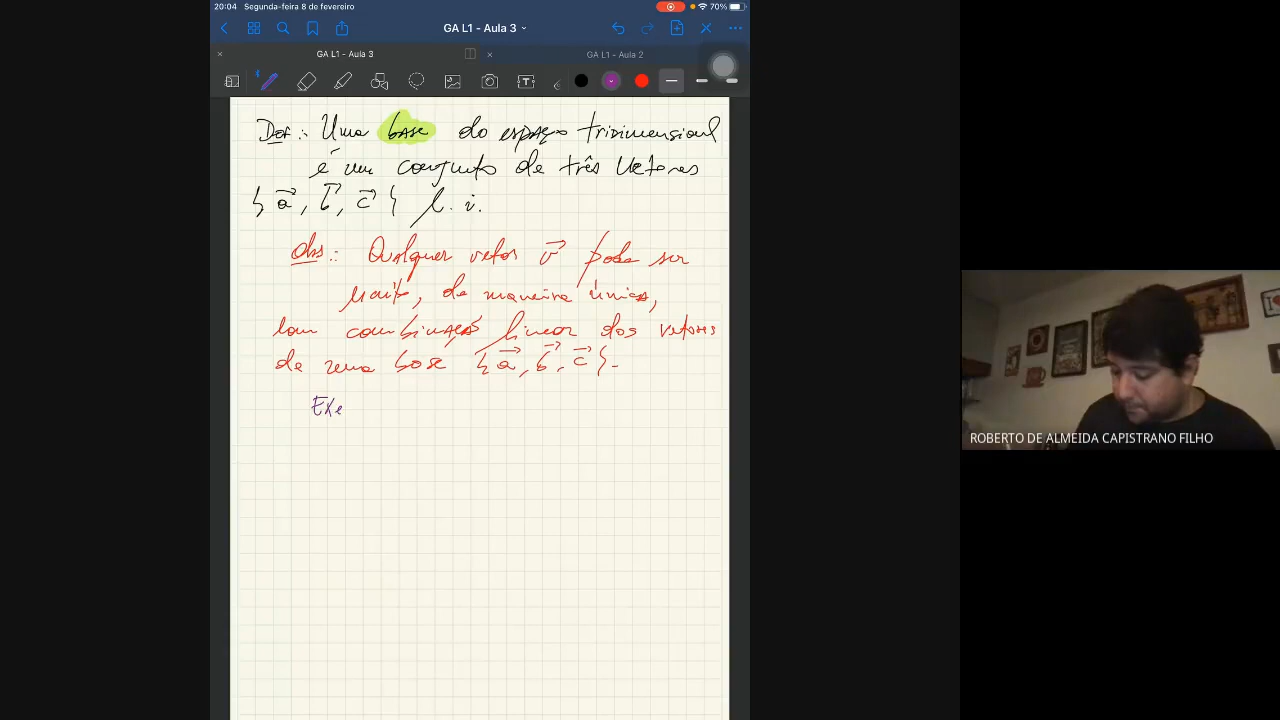 20:04 Segunda-feira 8 de fevereiro 70%
GA L1 - Aula 3
GA L1 - Aula 3 GA L1 - Aula 2
Def.: Uma base do espaço tridimensional
é um conjunto de três vetores
{ a, b, c } l. i.
Obs.: Qualquer vetor v pode ser
escrito, de maneira única,
com combinação linear dos vetores
de uma base { a, b, c }.
Exe
ROBERTO DE ALMEIDA CAPISTRANO FILHO